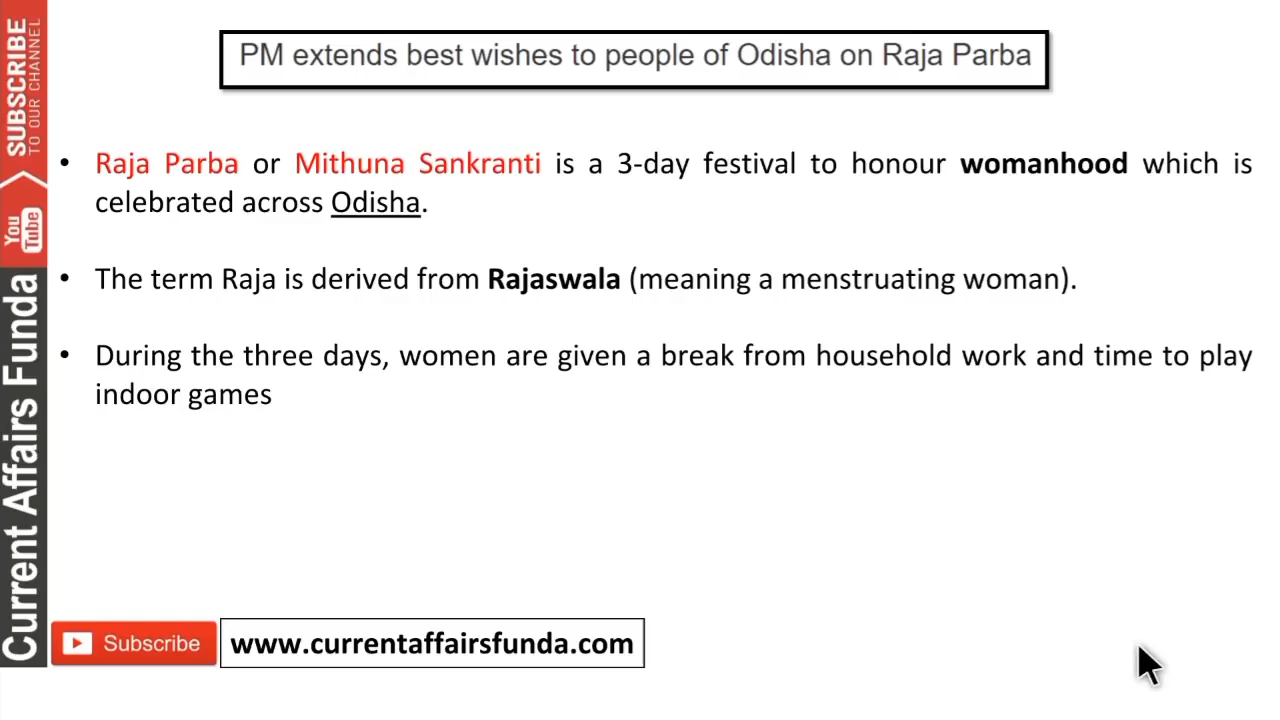 PM extends best wishes to people of Odisha on Raja Parba
• Raja Parba or Mithuna Sankranti is a 3-day festival to honour womanhood which is
celebrated across Odisha.
• The term Raja is derived from Rajaswala (meaning a menstruating woman).
• During the three days, women are given a break from household work and time to play
indoor games
SUBSCRIBE
TO OUR CHANNEL
You
Tube
Current Affairs Funda
Subscribe
www.currentaffairsfunda.com